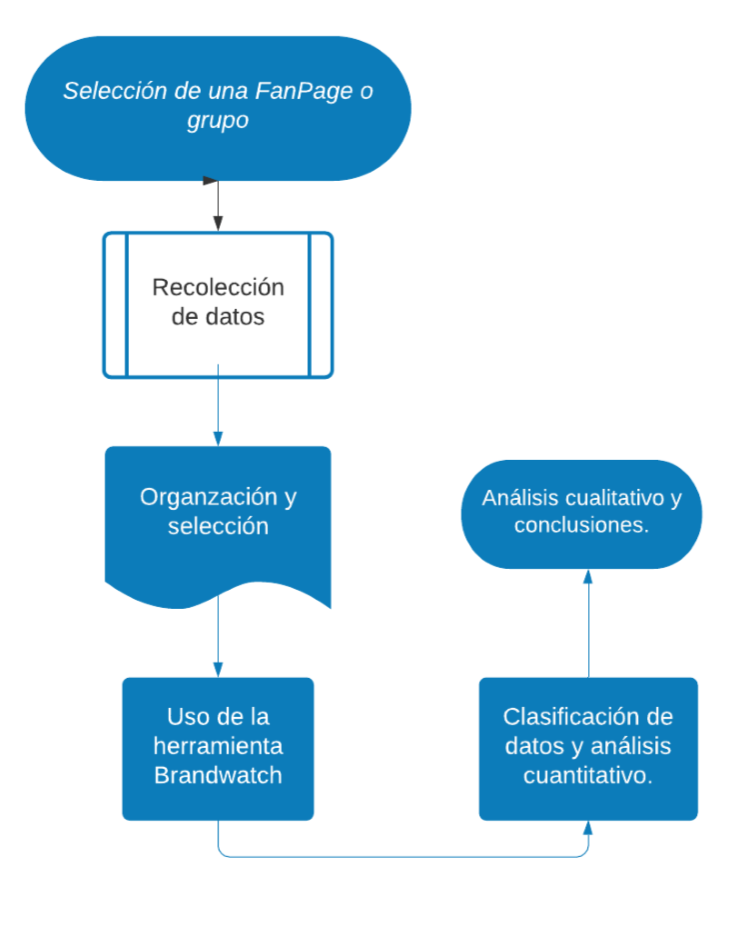 Selección de una FanPage o
grupo
Recolección
de datos
Organzación y
selección
Uso de la
herramienta
Brandwatch
Clasificación de
datos y análisis
cuantitativo.
Análisis cualitativo y
conclusiones.